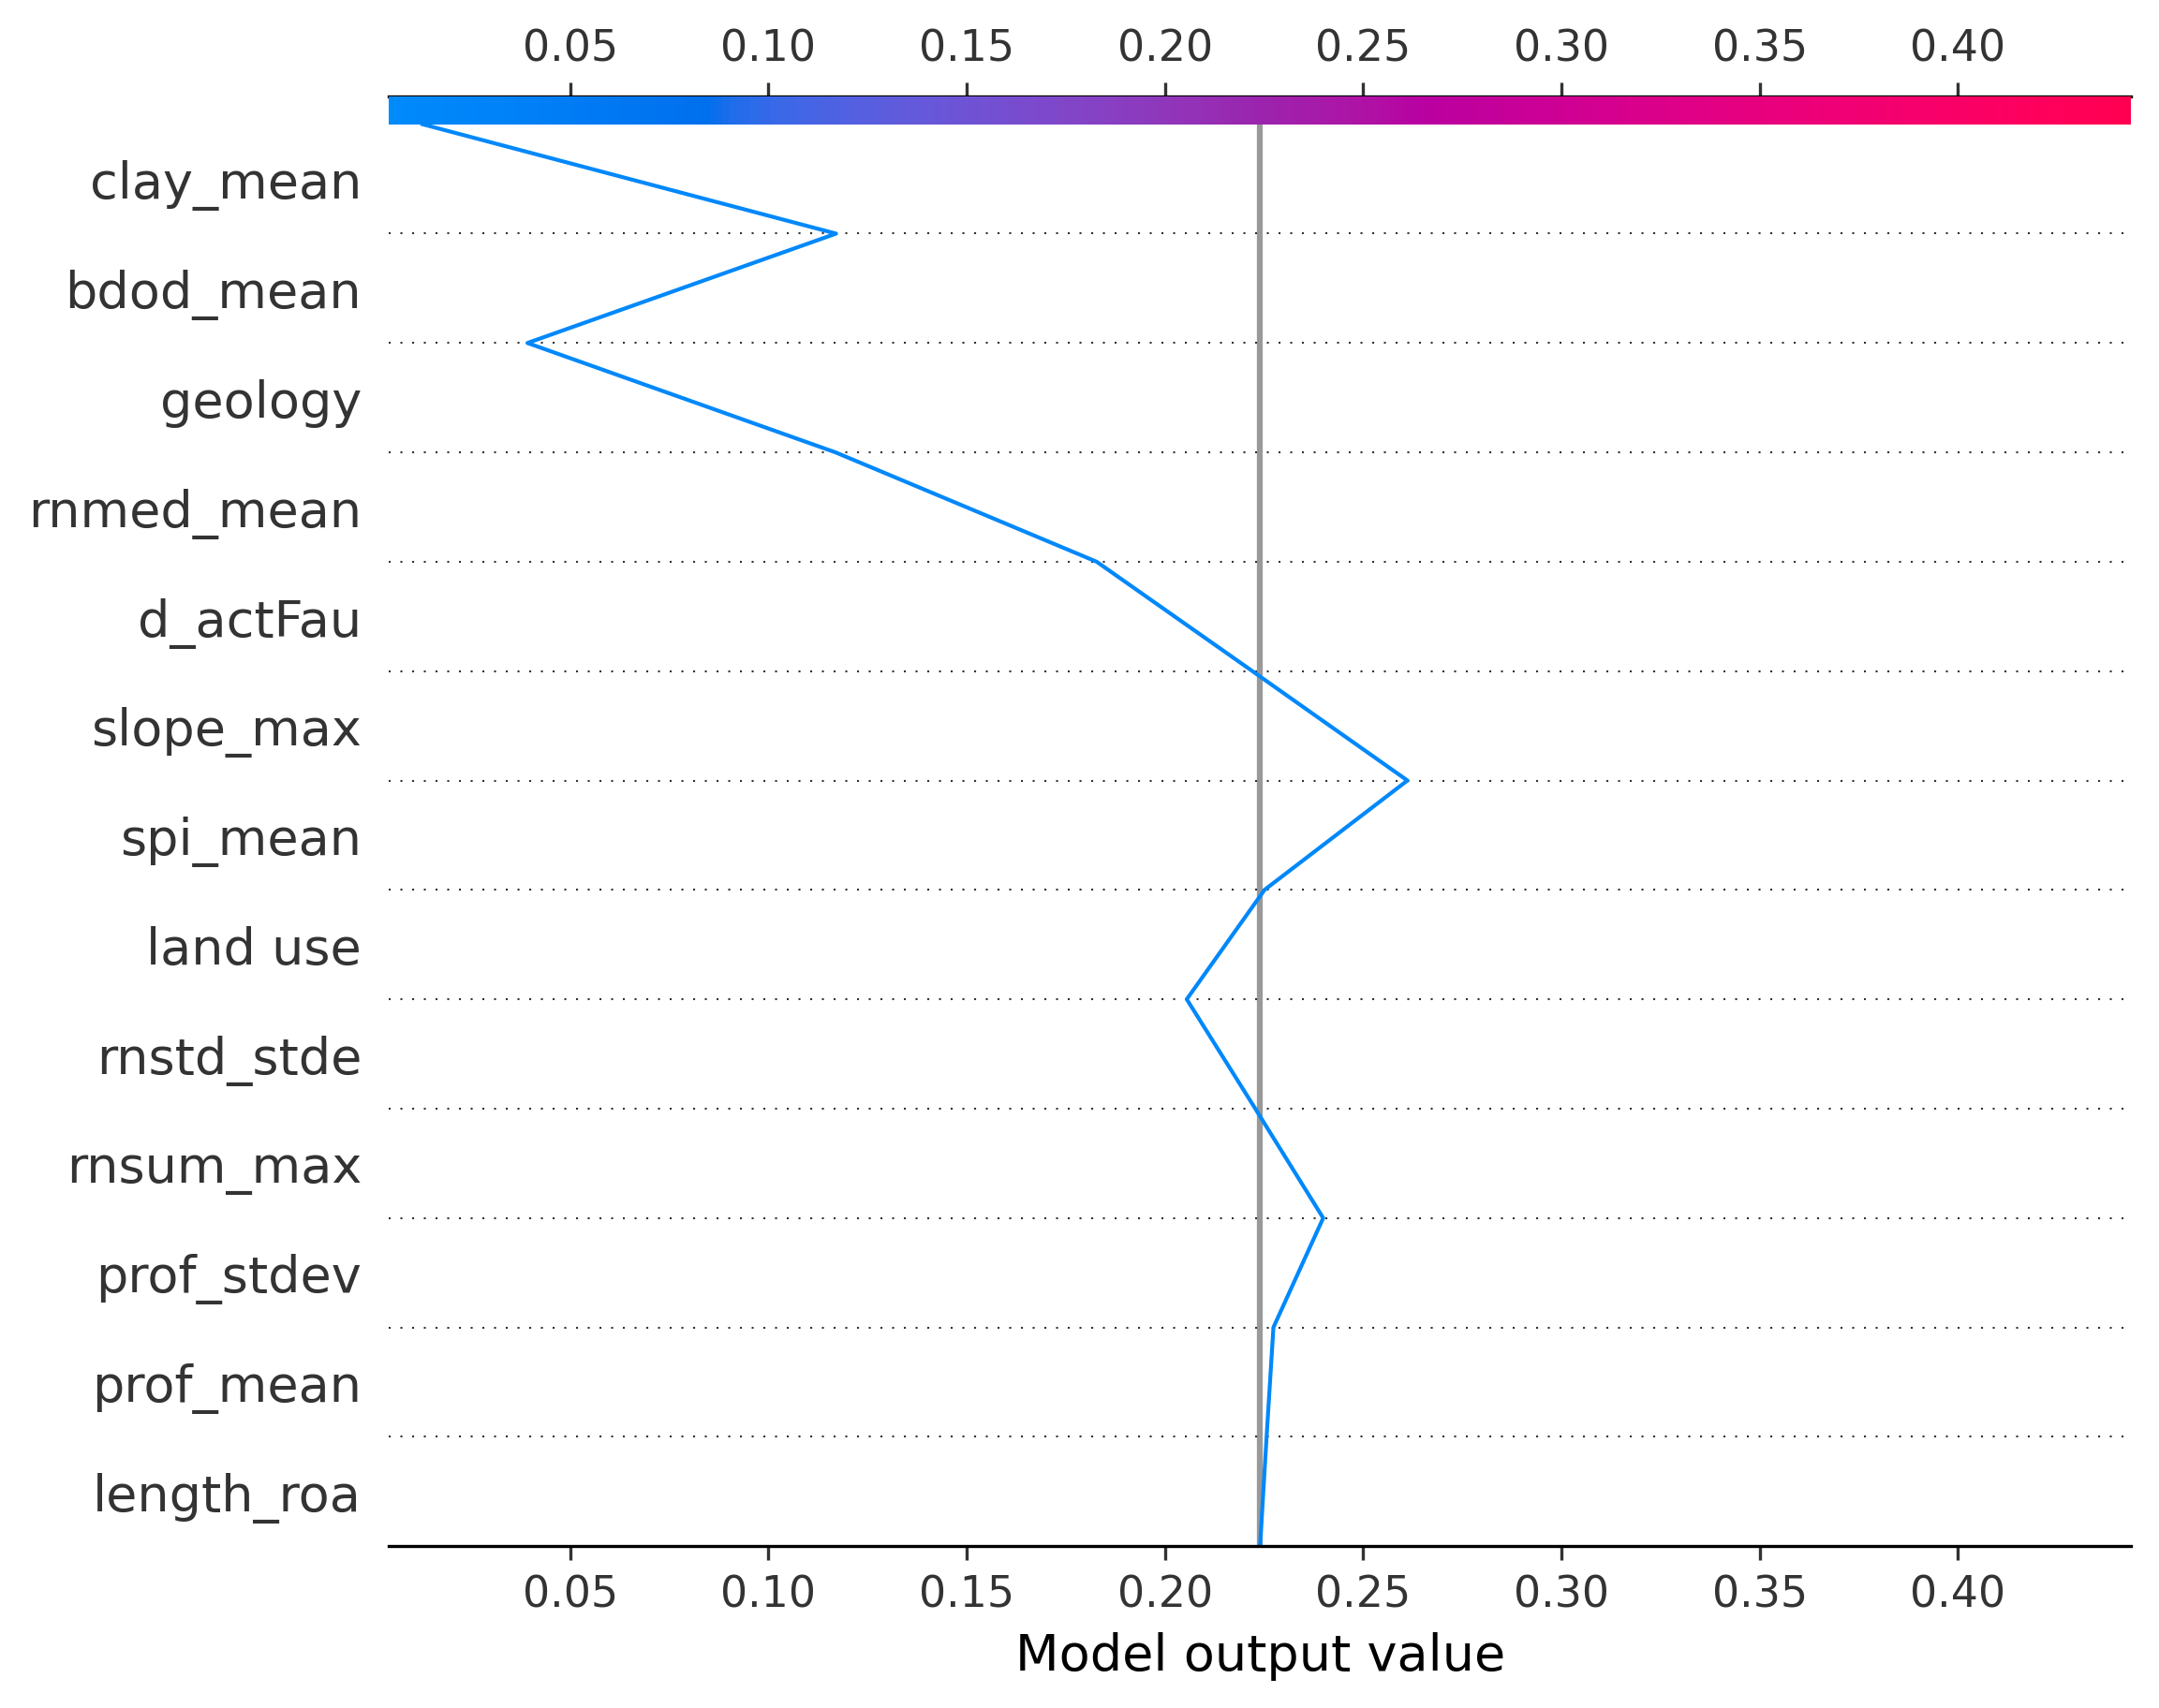 0.05 0.10 0.15 0.20 0.25 0.30 0.35 0.40
clay_mean
bdod_mean
geology
rnmed_mean
d_actFau
slope_max
spi_mean
land use
rnstd_stde
rnsum_max
prof_stdev
prof_mean
length_roa
0.05 0.10 0.15 0.20 0.25 0.30 0.35 0.40
Model output value